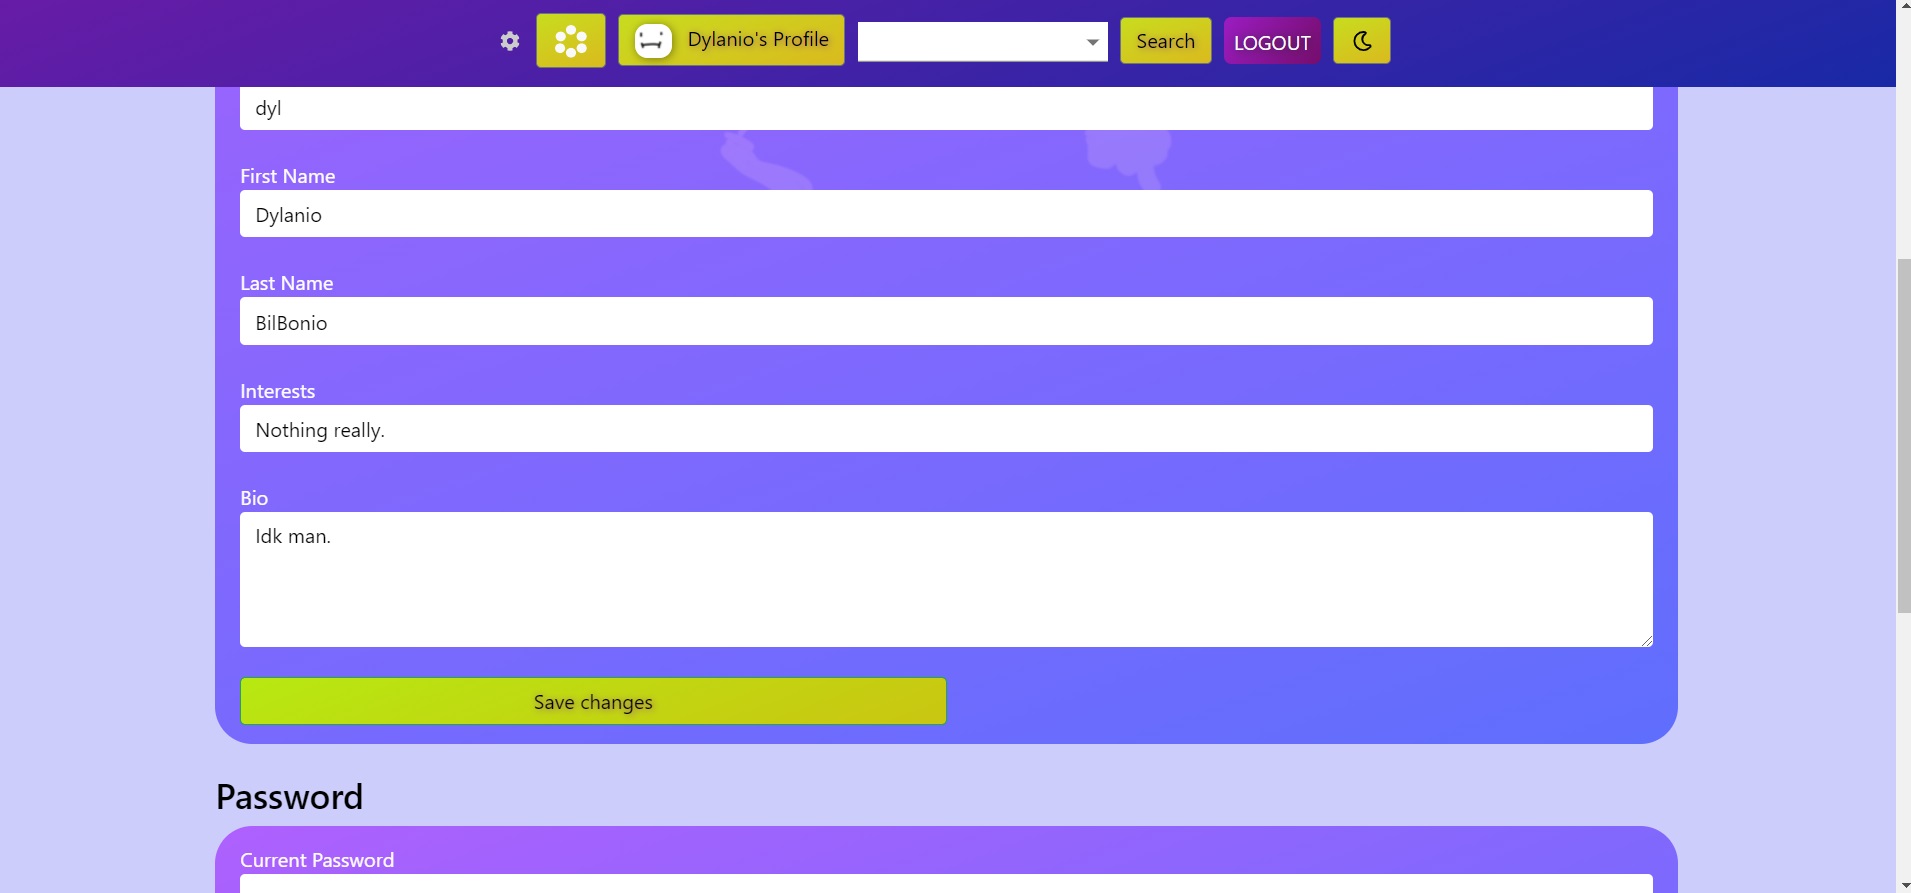 Dylanio's Profile
Search
LOGOUT
dyl
First Name
Dylanio
Last Name
BilBonio
Interests
Nothing really.
Bio
Idk man.
Save changes
Password
Current Password